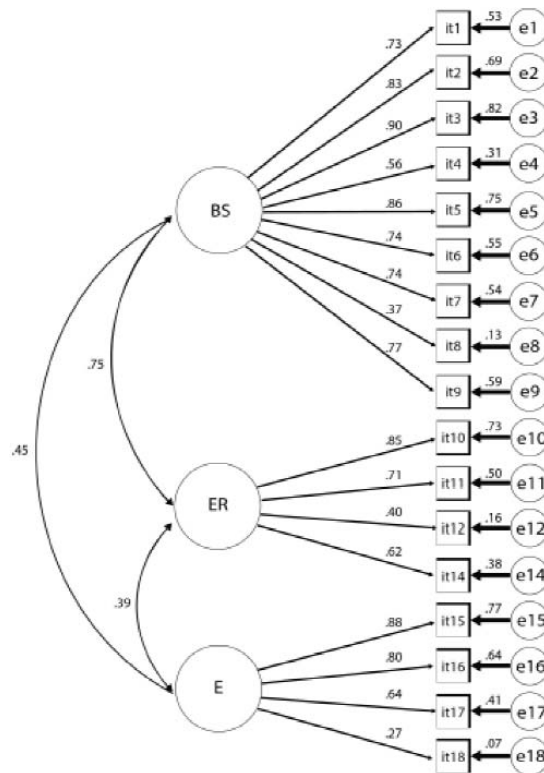 .53
it1 e1
.73
.69
it2 e2
.83
.82
it3 e3
.90
.31
it4 e4
.56
.75
BS it5 e5
.86
.55
it6 e6
.74
.54
it7 e7
.74
.13
it8 e8
.37
.59
it9 e9
.77
.75
.45
.73
it10 e10
.85
.50
it11 e11
.71
ER
.16
it12 e12
.40
.38
it14 e14
.62
.39
.77
it15 e15
.88
.64
it16 e16
.80
E
.41
it17 e17
.64
.07
it18 e18
.27